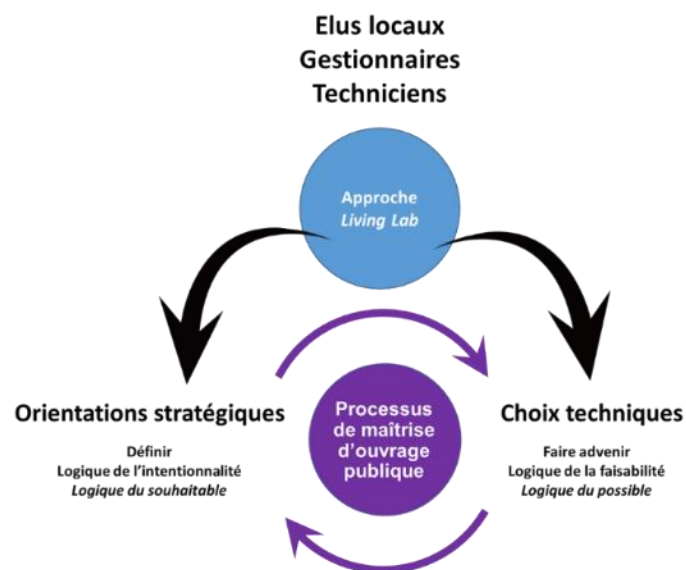 Elus locaux
Gestionnaires
Techniciens
Approche
Living Lab
Orientations stratégiques
Définir
Logique de l'intentionnalité
Logique du souhaitable
Processus
de maîtrise
d'ouvrage
publique
Choix techniques
Faire advenir
Logique de la faisabilité
Logique du possible